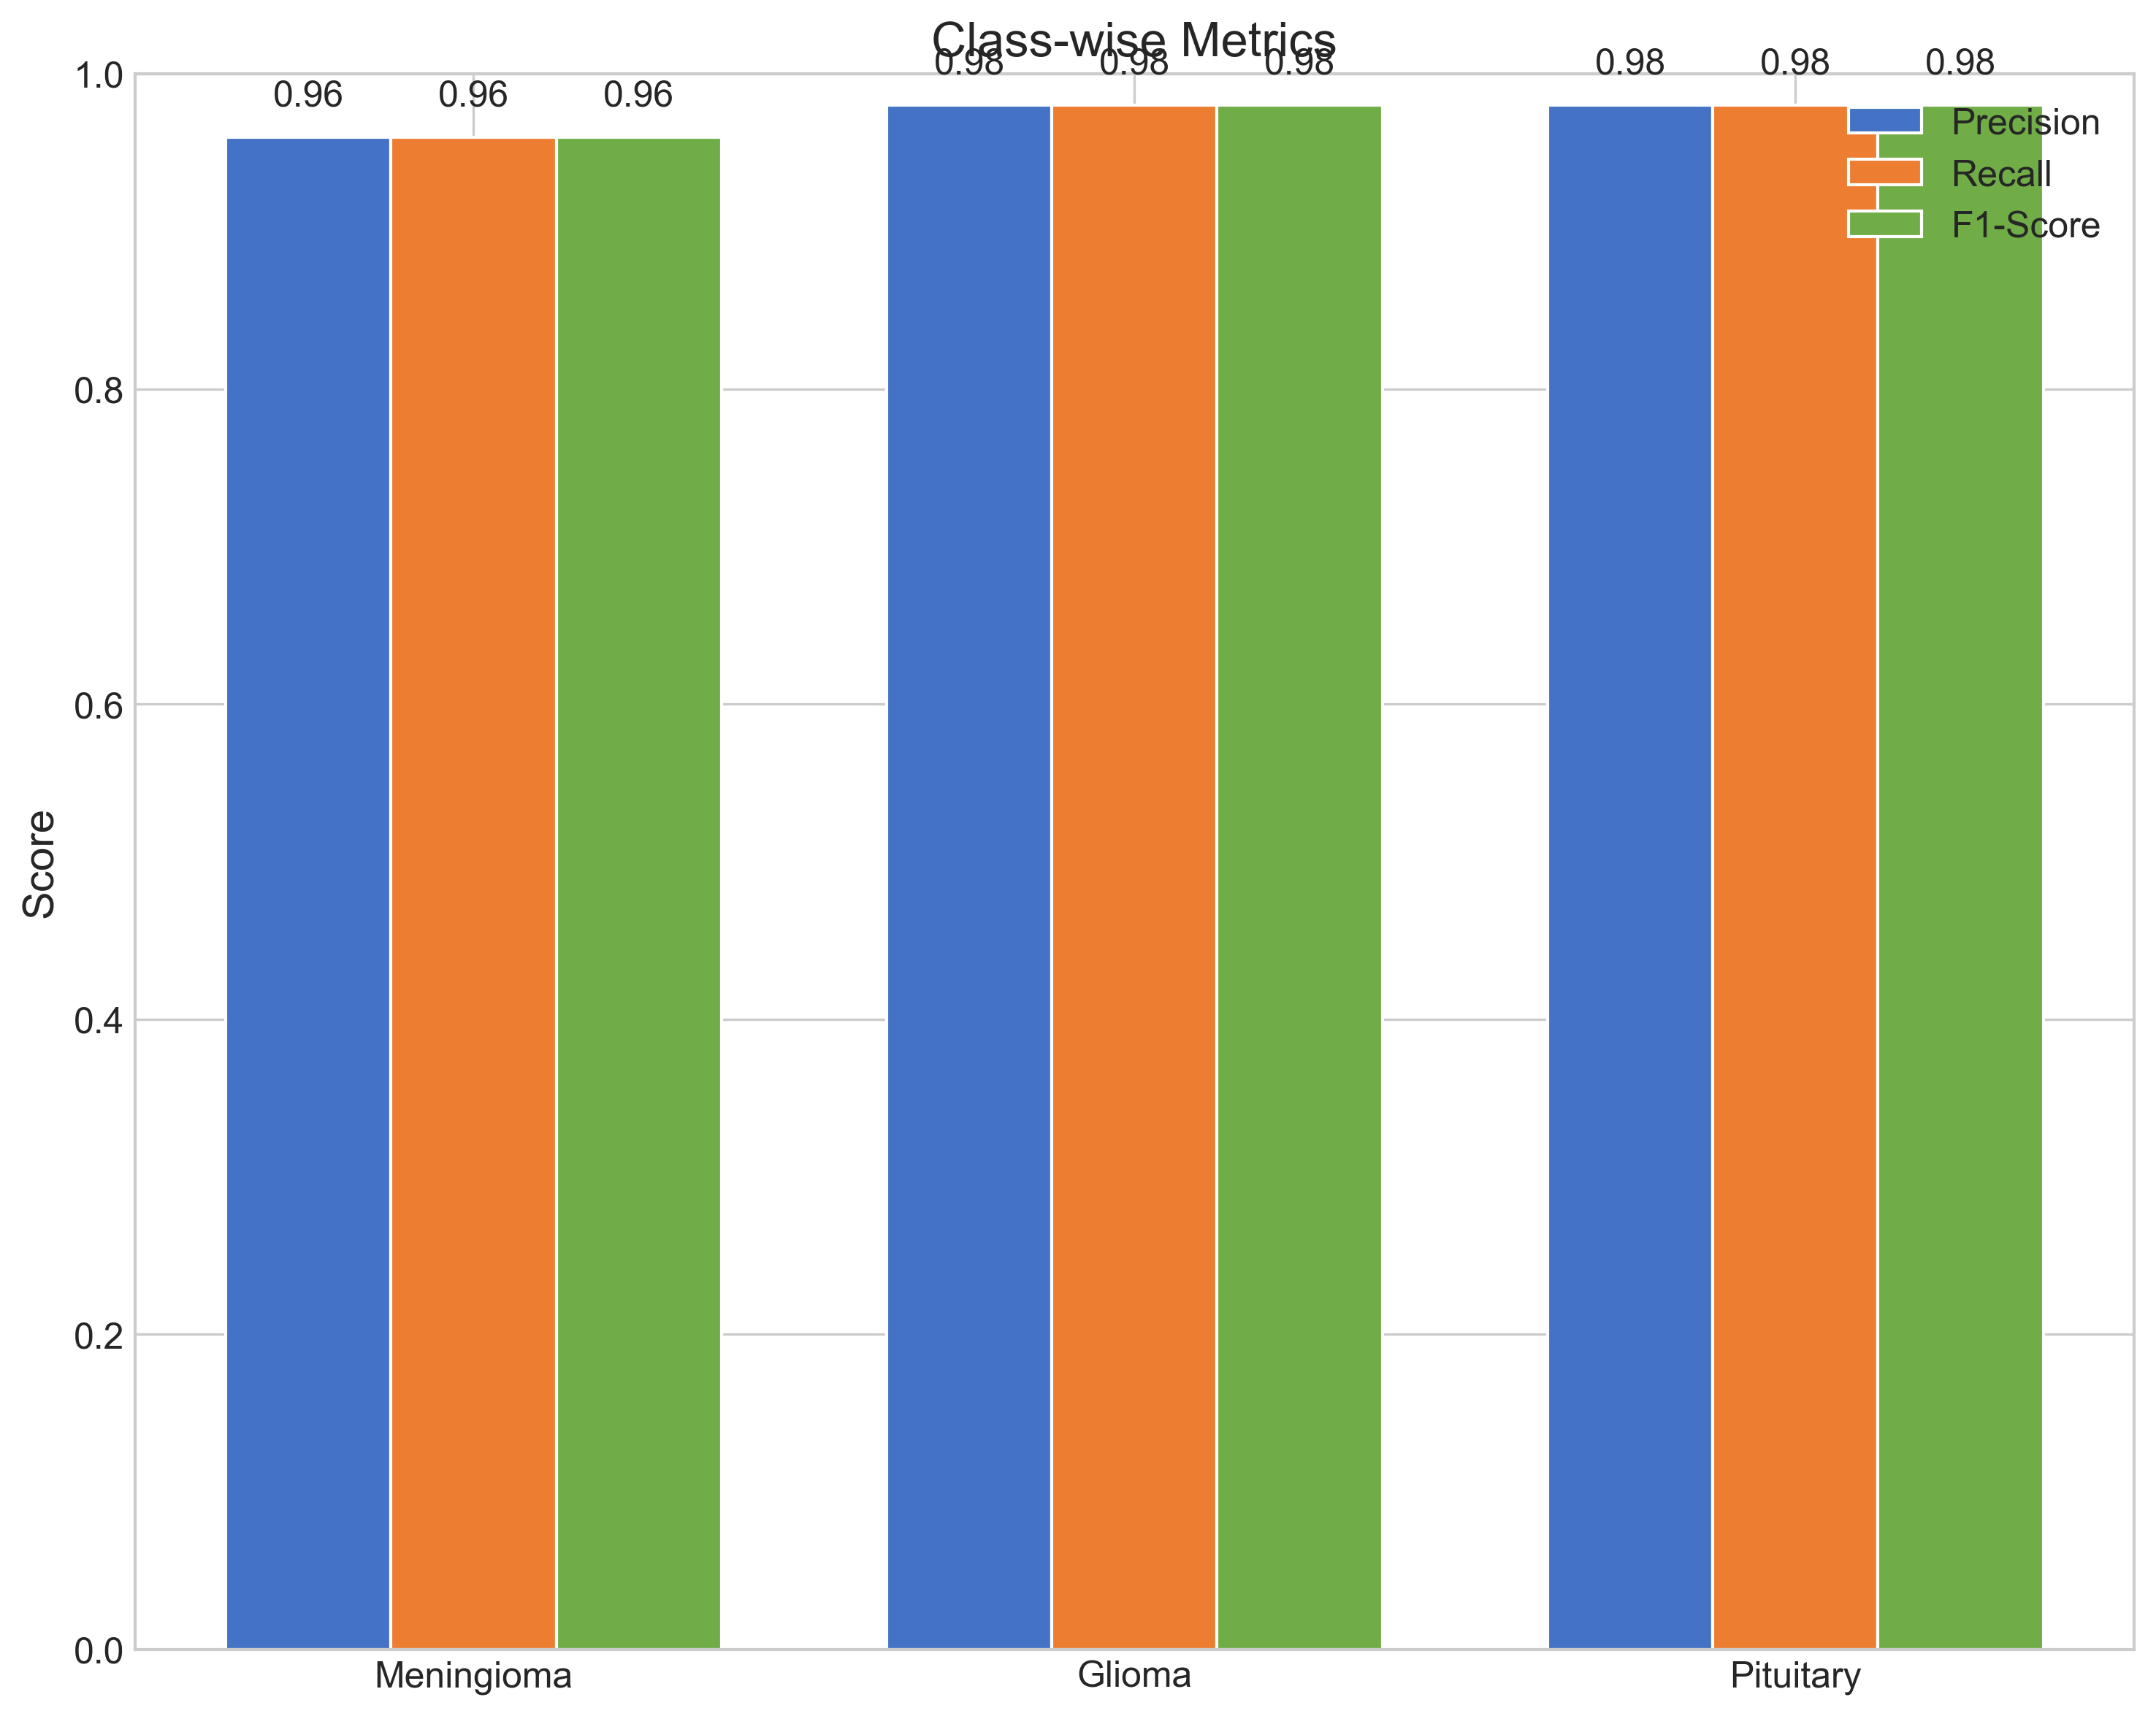 Class-wise Metrics
0.96 0.96 0.96 0.98 0.98 0.98 0.98 0.98 0.98
Precision
Recall
F1-Score
1.0
0.8
0.6
0.4
0.2
0.0
Score
Meningioma Glioma Pituitary